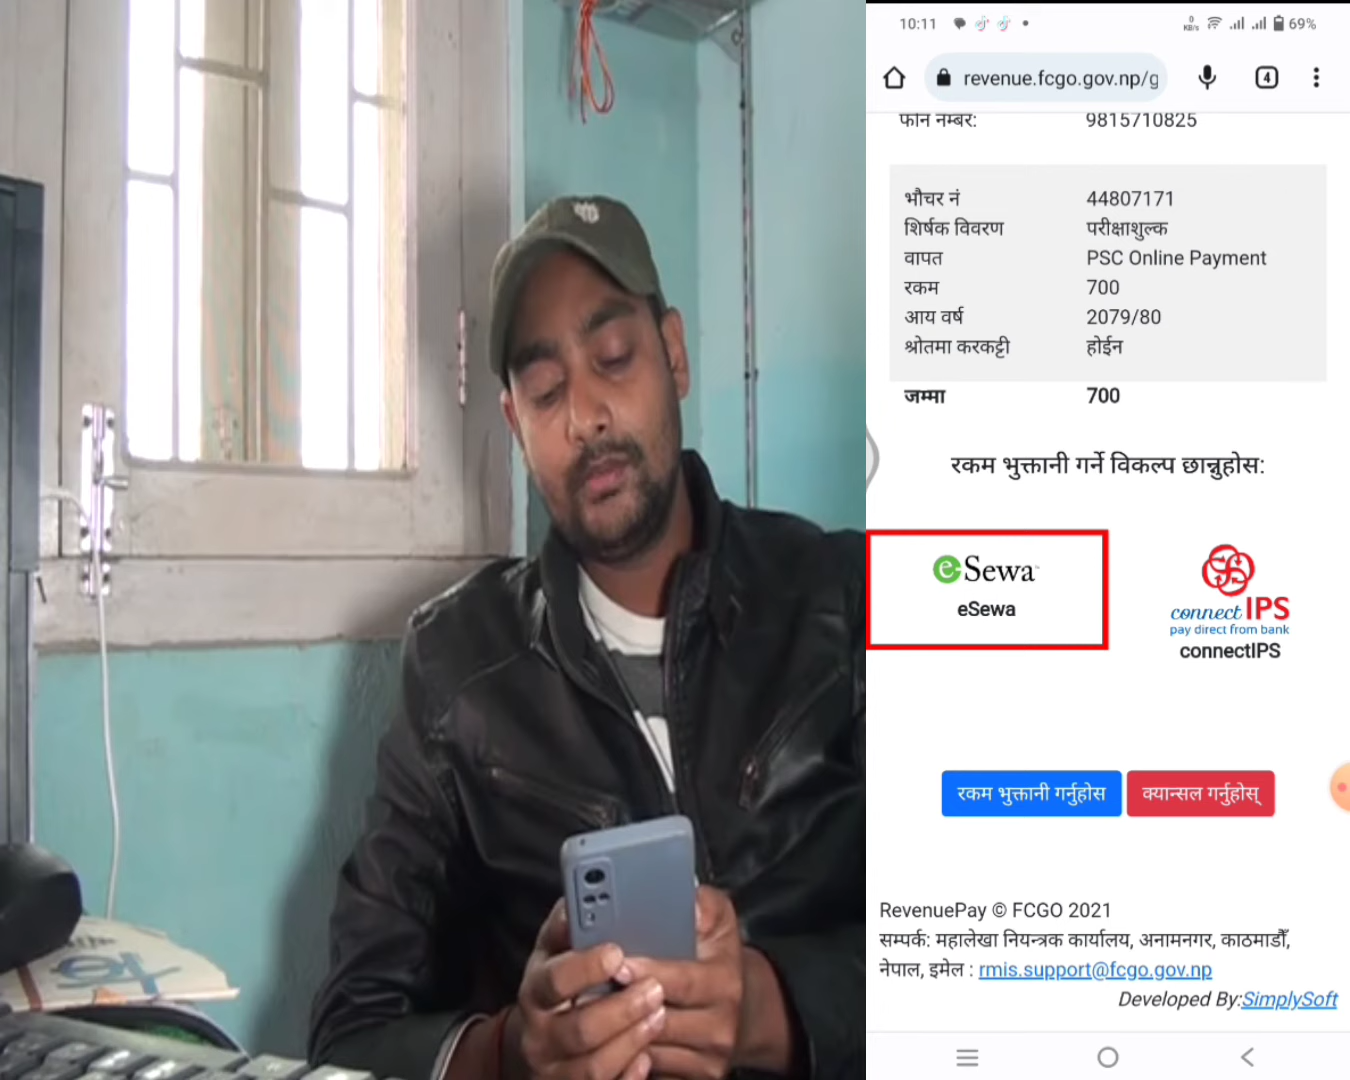 10:11
0
KB/s
69%
revenue.fcgo.gov.np/g
4
फोन नम्बर: 9815710825
भौचर नं 44807171
शिर्षक विवरण परीक्षाशुल्क
वापत PSC Online Payment
रकम 700
आय वर्ष 2079/80
श्रोतमा करकट्टी होईन
जम्मा 700
रकम भुक्तानी गर्ने विकल्प छान्नुहोस:
e-Sewa
eSewa
connectIPS
pay direct from bank
connectIPS
रकम भुक्तानी गर्नुहोस क्यान्सल गर्नुहोस्
RevenuePay © FCGO 2021
सम्पर्क: महालेखा नियन्त्रक कार्यालय, अनामनगर, काठमाडौँ,
नेपाल, इमेल : rmis.support@fcgo.gov.np
Developed By:SimplySoft